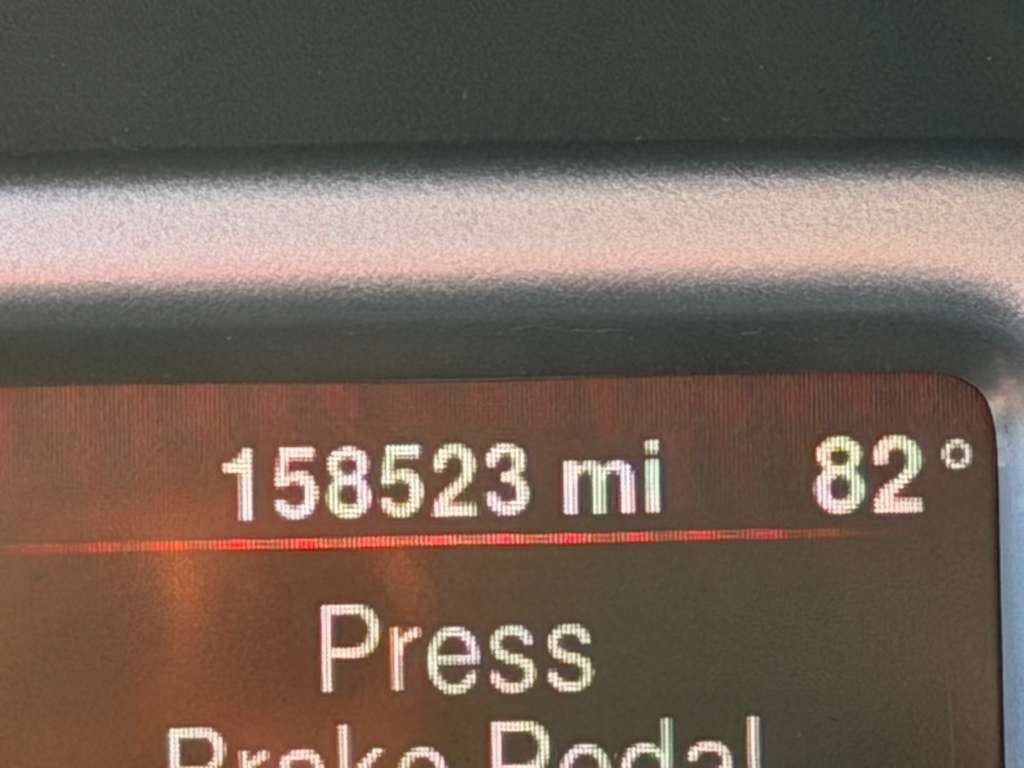 158523 mi 82°
Press
Brake Pedal